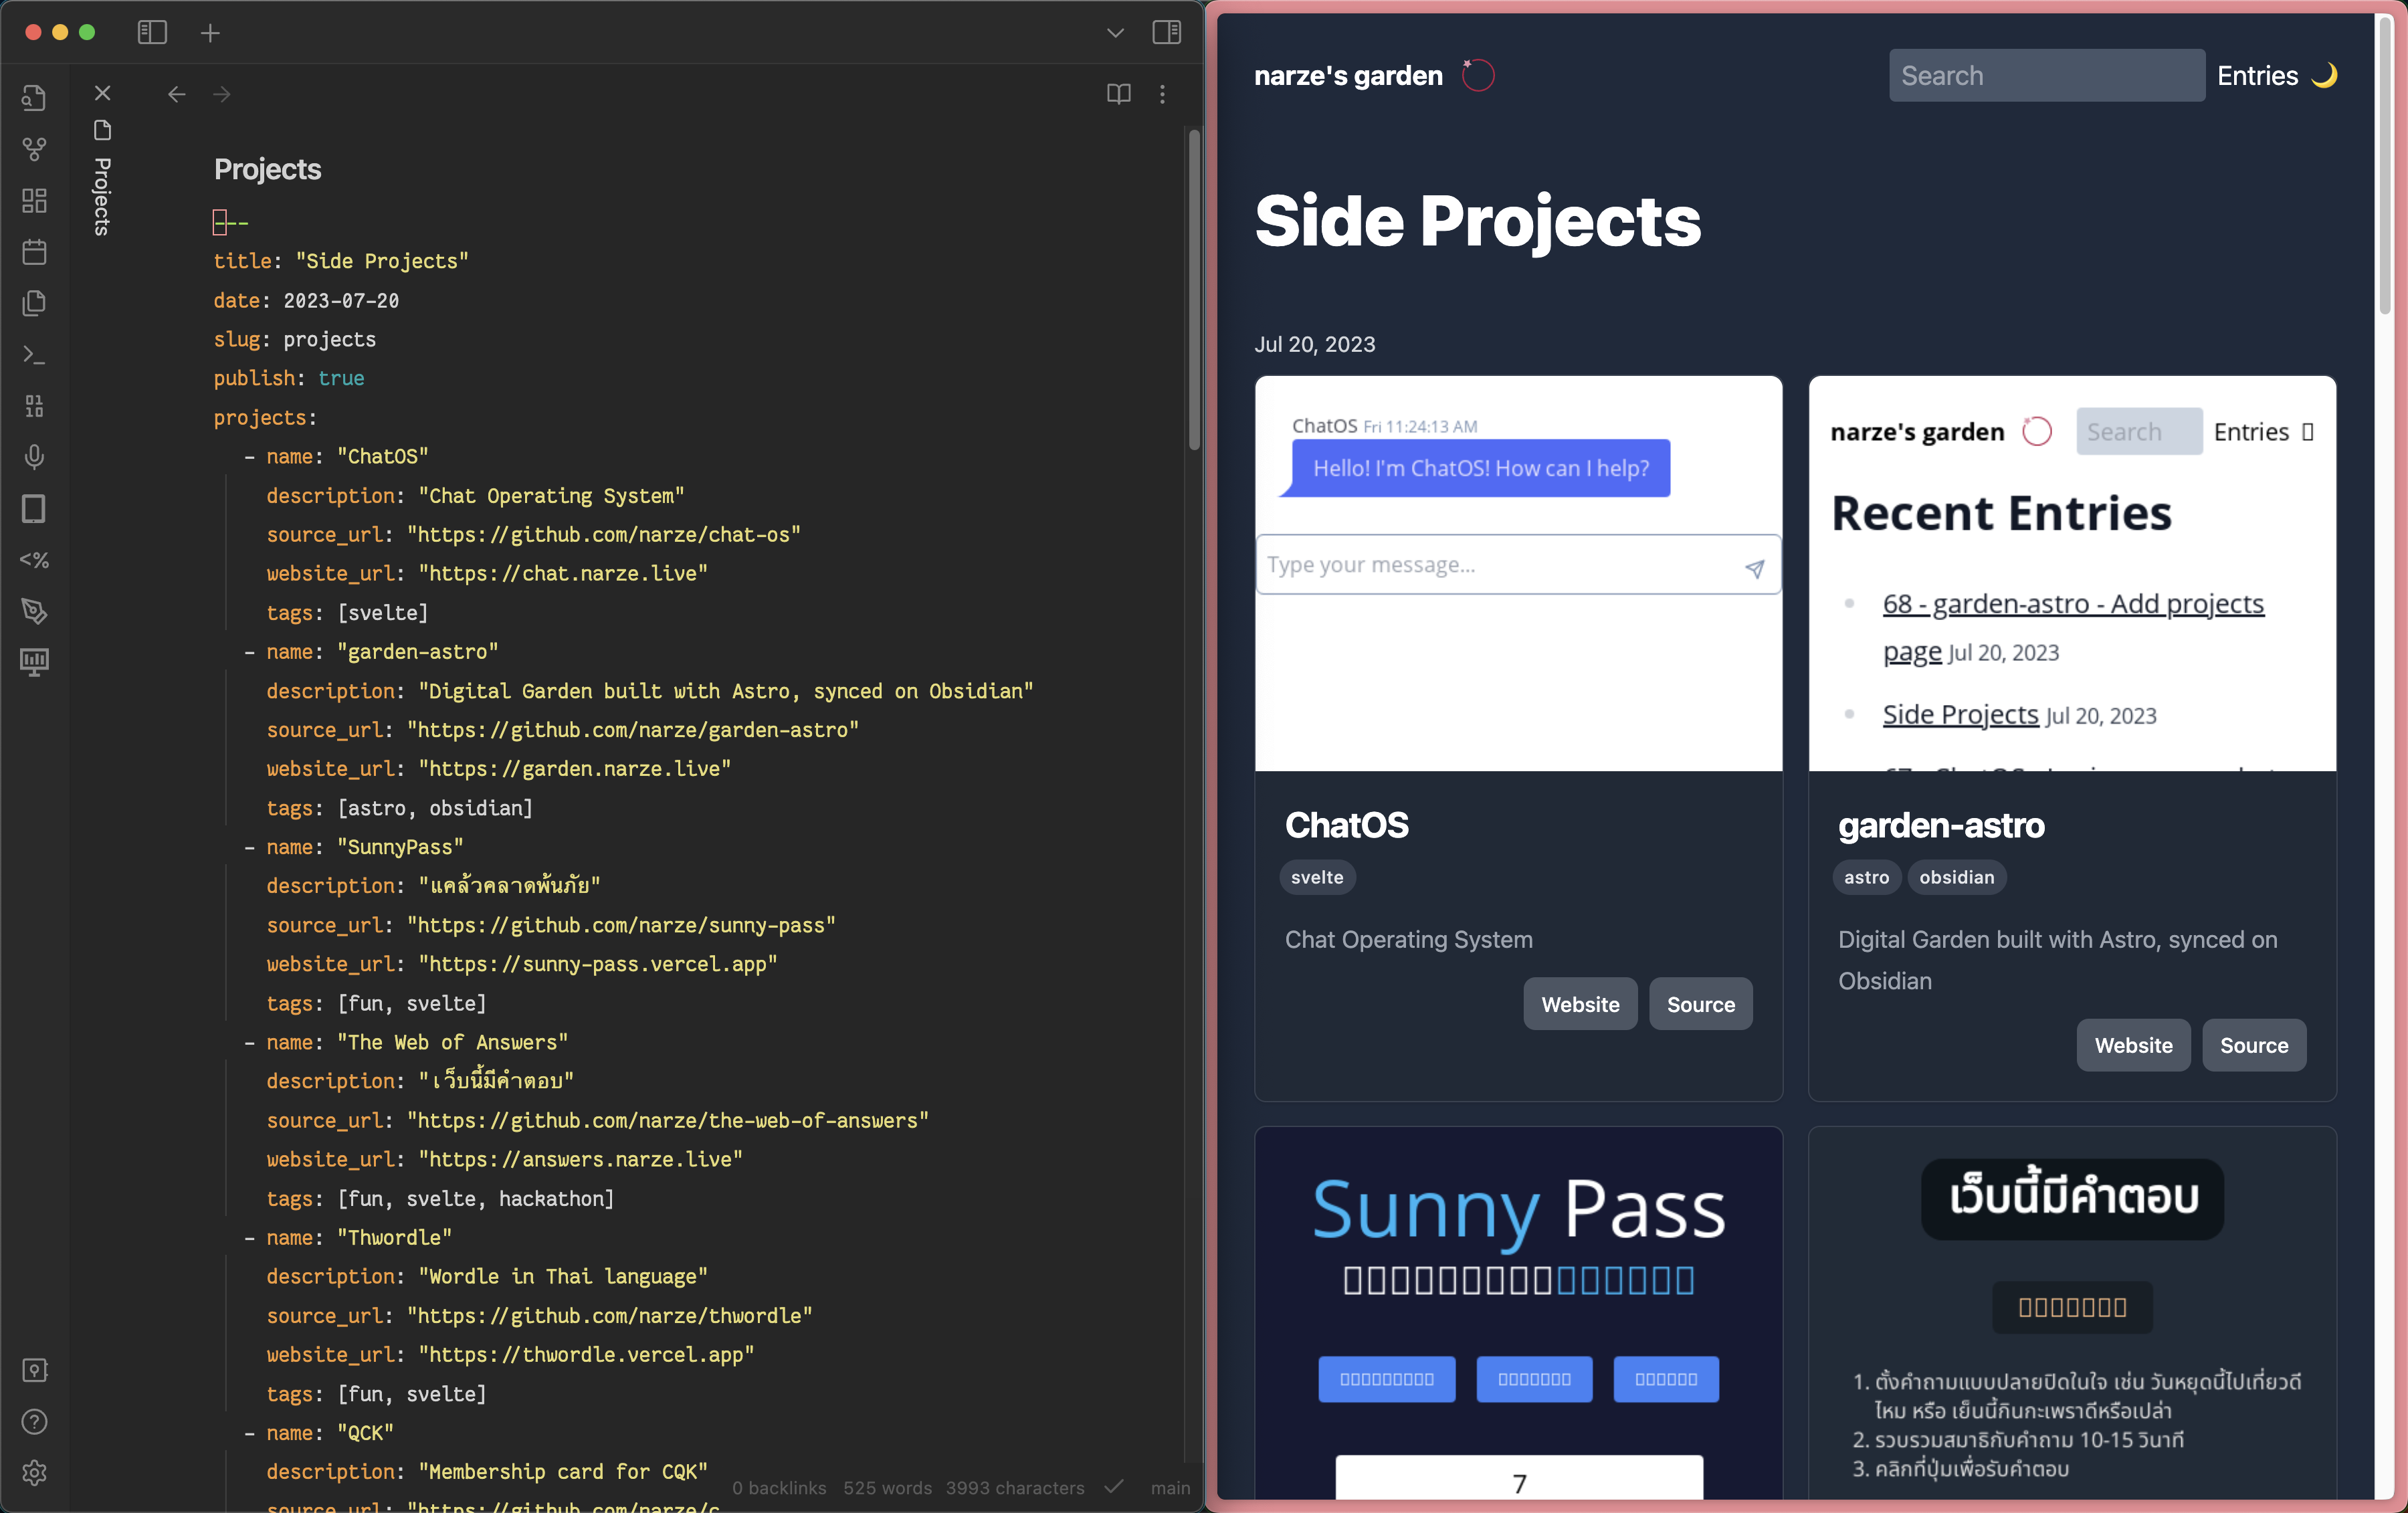 Projects
Projects
---
title: "Side Projects"
date: 2023-07-20
slug: projects
publish: true
projects:
- name: "ChatOS"
description: "Chat Operating System"
source_url: "https://github.com/narze/chat-os"
website_url: "https://chat.narze.live"
tags: [svelte]
- name: "garden-astro"
description: "Digital Garden built with Astro, synced on Obsidian"
source_url: "https://github.com/narze/garden-astro"
website_url: "https://garden.narze.live"
tags: [astro, obsidian]
- name: "SunnyPass"
description: "แคล้วคลาดพ้นภัย"
source_url: "https://github.com/narze/sunny-pass"
website_url: "https://sunny-pass.vercel.app"
tags: [fun, svelte]
- name: "The Web of Answers"
description: "เว็บนี้มีคำตอบ"
source_url: "https://github.com/narze/the-web-of-answers"
website_url: "https://answers.narze.live"
tags: [fun, svelte, hackathon]
- name: "Thwordle"
description: "Wordle in Thai language"
source_url: "https://github.com/narze/thwordle"
website_url: "https://thwordle.vercel.app"
tags: [fun, svelte]
- name: "QCK"
description: "Membership card for CQK"
source_url: "https://github.com/narze/c
0 backlinks 525 words 3993 characters main
narze's garden
Search
Entries 🌙
Side Projects
Jul 20, 2023
ChatOS Fri 11:24:13 AM
Hello! I'm ChatOS! How can I help?
Type your message...
ChatOS
svelte
Chat Operating System
Website Source
narze's garden Search Entries
Recent Entries
68 - garden-astro - Add projects
page Jul 20, 2023
Side Projects Jul 20, 2023
garden-astro
astro obsidian
Digital Garden built with Astro, synced on
Obsidian
Website Source
Sunny Pass
7
เว็บนี้มีคำตอบ
1. ตั้งคำถามแบบปลายปิดในใจ เช่น วันหยุดนี้ไปเที่ยวดี
ไหม หรือ เย็นนี้กินกะเพราดีหรือเปล่า
2. รวบรวมสมาธิกับคำถาม 10-15 วินาที
3. คลิกที่ปุ่มเพื่อรับคำตอบ